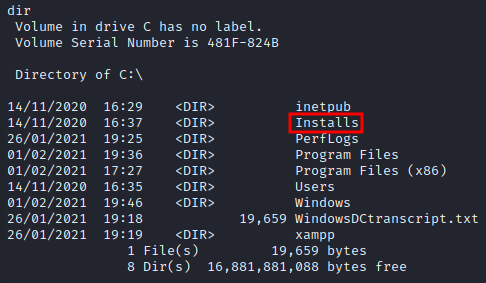 dir
 Volume in drive C has no label.
 Volume Serial Number is 481F-824B
 Directory of C:\
14/11/2020  16:29    <DIR>          inetpub
14/11/2020  16:37    <DIR>          Installs
26/01/2021  19:25    <DIR>          PerfLogs
01/02/2021  19:36    <DIR>          Program Files
01/02/2021  17:27    <DIR>          Program Files (x86)
14/11/2020  16:35    <DIR>          Users
01/02/2021  19:46    <DIR>          Windows
26/01/2021  19:18            19,659 WindowsDCtranscript.txt
26/01/2021  19:19    <DIR>          xampp
               1 File(s)         19,659 bytes
               8 Dir(s)  16,881,881,088 bytes free